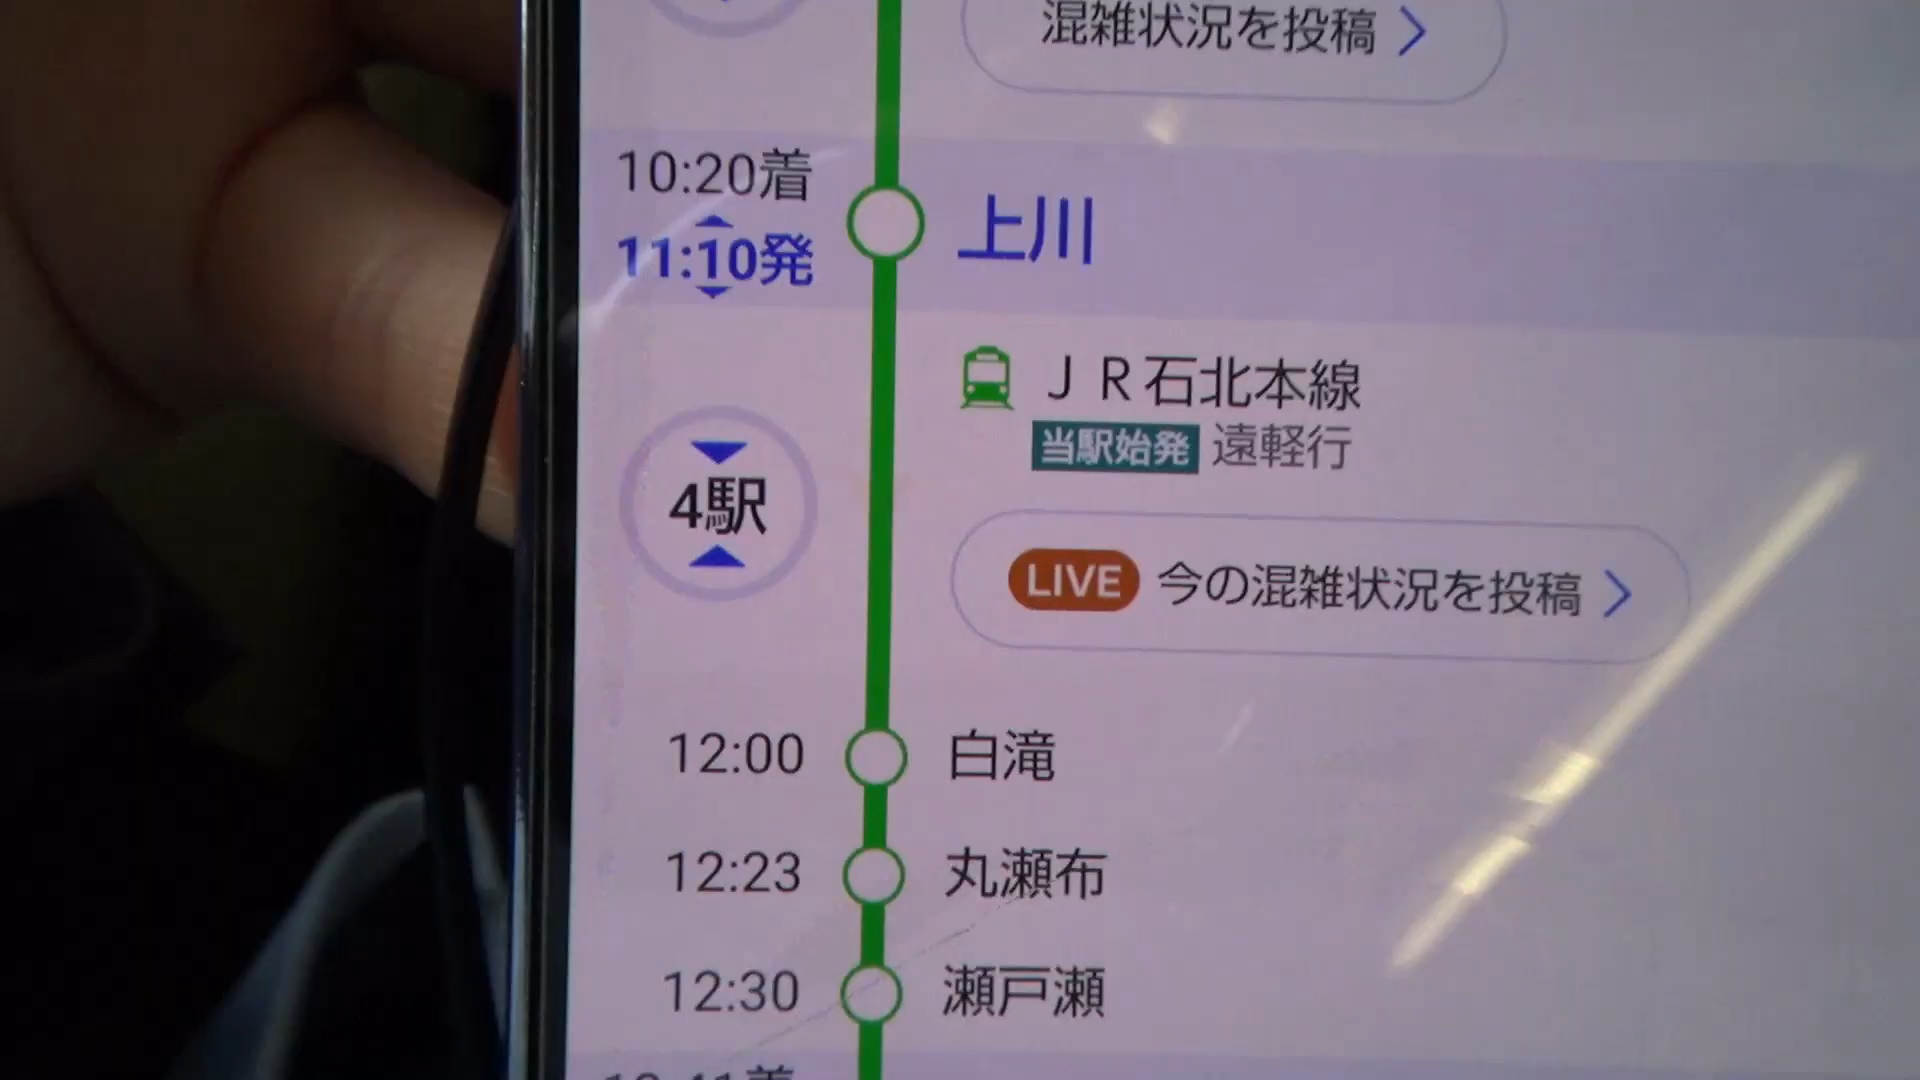 混雑状況を投稿
10:20着
11:10発
上川
ＪＲ石北本線
当駅始発 遠軽行
4駅
LIVE 今の混雑状況を投稿
12:00 白滝
12:23 丸瀬布
12:30 瀬戸瀬